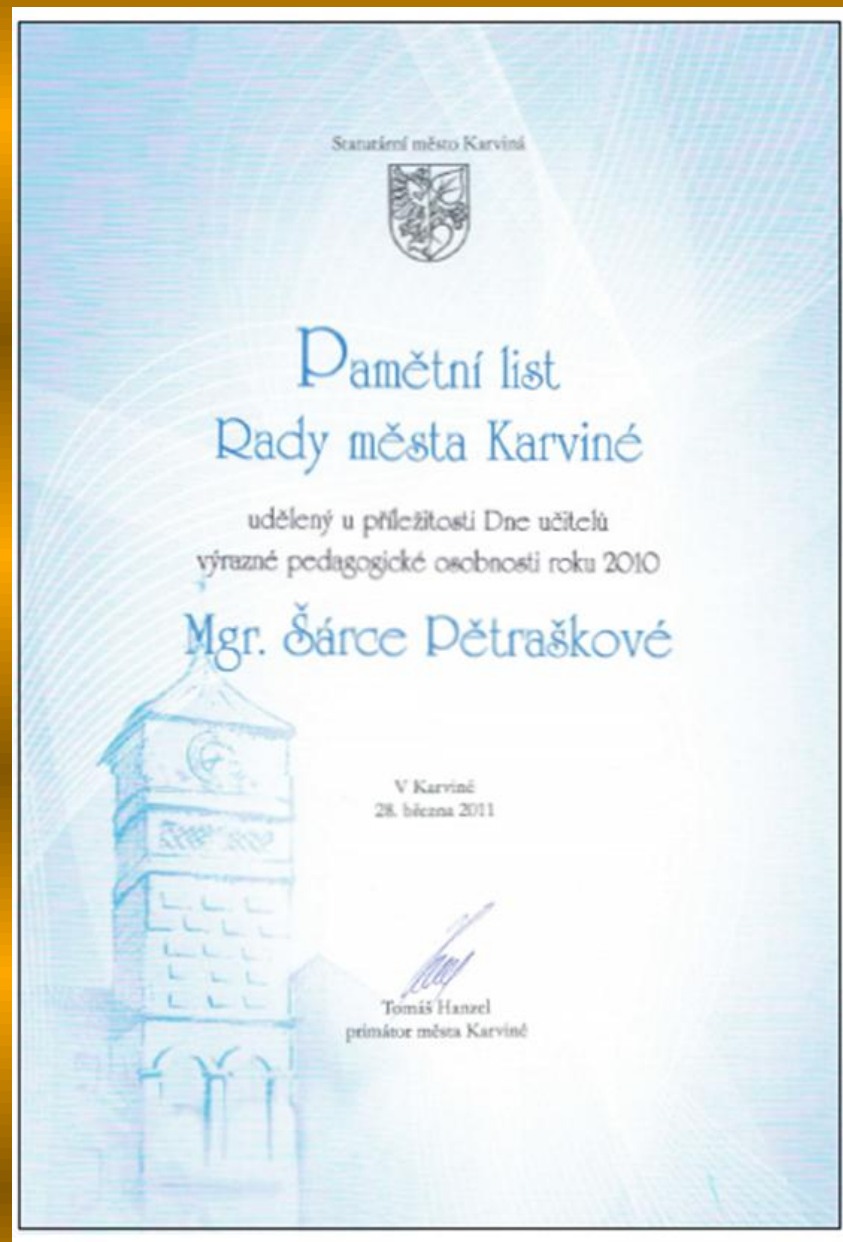 Statutární město Karviná
Pamětní list
Rady města Karviné
udělený u příležitosti Dne učitelů
výrazné pedagogické osobnosti roku 2010
Mgr. Šárce Pětraškové
V Karviné
28. března 2011
Tomáš Hanzel
primátor města Karviné